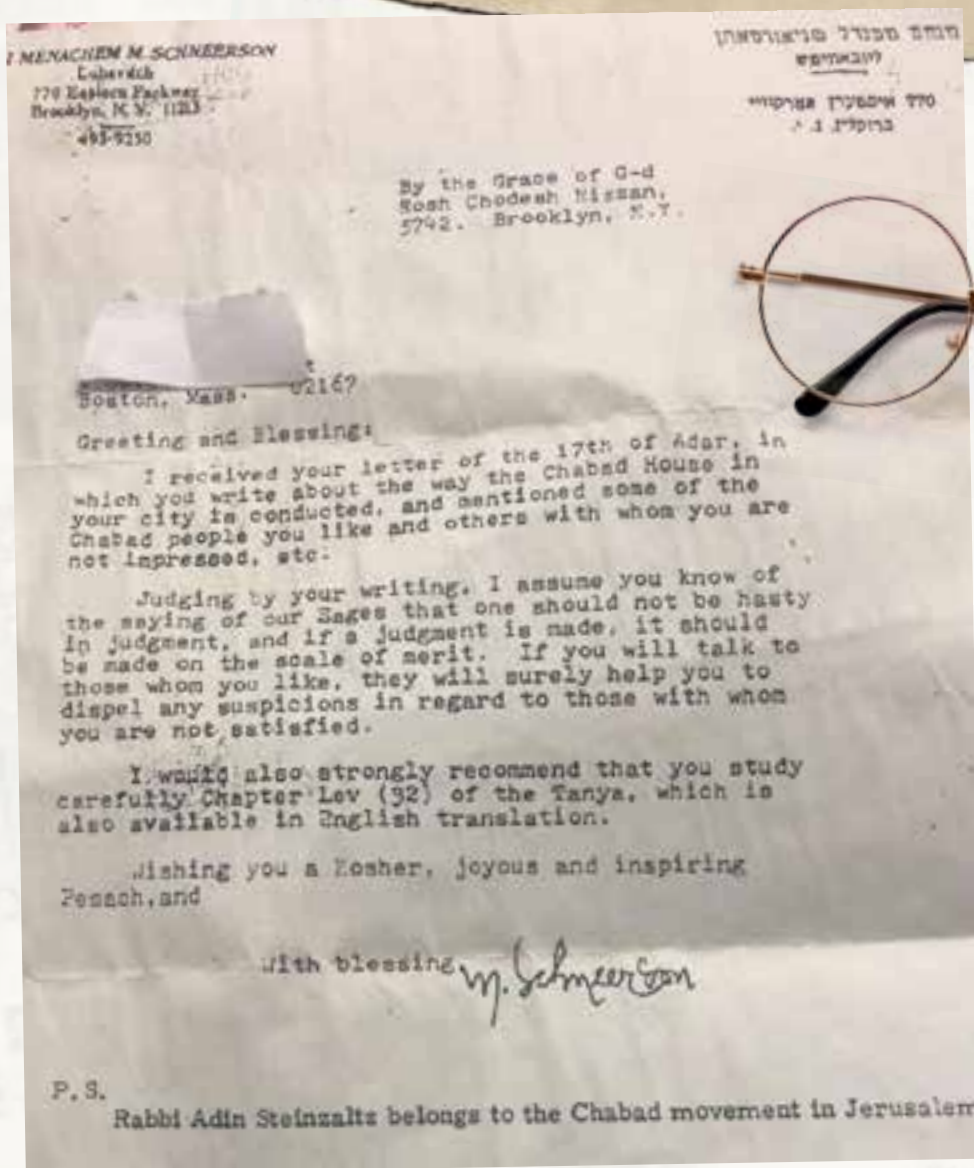 MENACHEM M. SCHNEERSON
Lubavitch
770 Eastern Parkway
Brooklyn, N. Y. 11213
493-9250
מנחם מענדל שניאורסאהן
ליובאוויטש
770 איסטערן פארקוויי
ברוקלין, נ. י.
By the Grace of G-d
Rosh Chodesh Nissan,
5742. Brooklyn, N.Y.
Boston, Mass. 02167
Greeting and Blessing:
I received your letter of the 17th of Adar, in
which you write about the way the Chabad House in
your city is conducted, and mentioned some of the
Chabad people you like and others with whom you are
not impressed, etc.
Judging by your writing, I assume you know of
the saying of our Sages that one should not be hasty
in judgment, and if a judgment is made, it should
be made on the scale of merit. If you will talk to
those whom you like, they will surely help you to
dispel any suspicions in regard to those with whom
you are not satisfied.
I would also strongly recommend that you study
carefully Chapter Lev (32) of the Tanya, which is
also available in English translation.
Wishing you a Kosher, joyous and inspiring
Pesach, and
With blessing,
M. Schneerson
P.S.
Rabbi Adin Steinzaltz belongs to the Chabad movement in Jerusalem